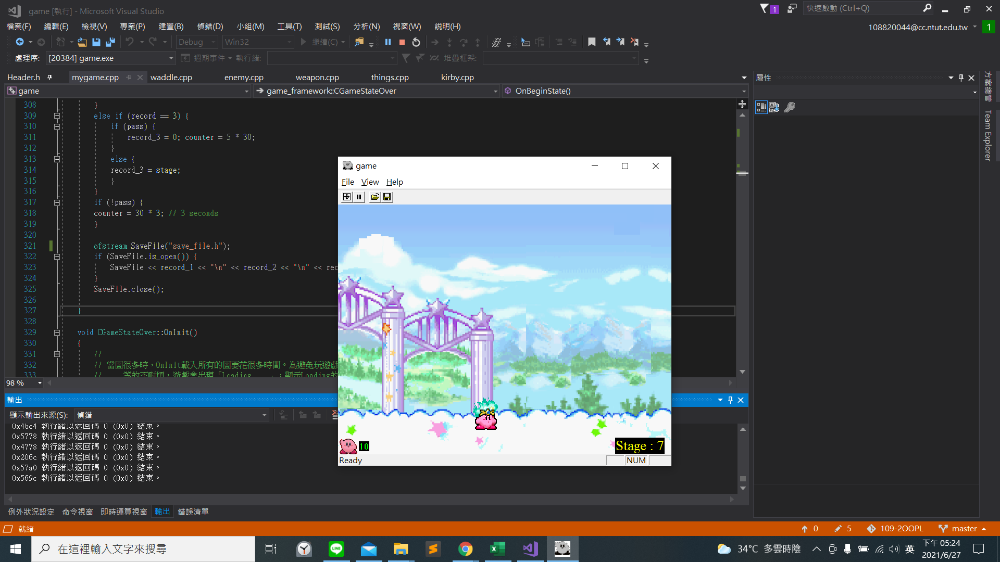 game [執行] - Microsoft Visual Studio
1
快速啟動 (Ctrl+Q)
檔案(F) 編輯(E) 檢視(V) 專案(P) 建置(B) 偵錯(D) 小組(M) 工具(T) 測試(S) 分析(N) 視窗(W) 說明(H)
108820044@cc.ntut.edu.tw 1
Debug Win32 繼續(C)
處理序: [20384] game.exe 週期事件 執行緒: 堆疊框架:
Header.h mygame.cpp waddle.cpp enemy.cpp weapon.cpp things.cpp kirby.cpp
game game_framework::CGameStateOver OnBeginState()
308 }
309 else if (record == 3) {
310 if (pass) {
311 record_3 = 0; counter = 5 * 30;
312 }
313 else {
314 record_3 = stage;
315 }
316 }
317 if (!pass) {
318 counter = 30 * 3; // 3 seconds
319 }
320
321 ofstream SaveFile("save_file.h");
322 if (SaveFile.is_open()) {
323 SaveFile << record_1 << "\n" << record_2 << "\n" << rec
324 }
325 SaveFile.close();
326
327 }
328
329 void CGameStateOver::OnInit()
330 {
331 //
332 // 當圖很多時，OnInit載入所有的圖要花很多時間。為避免玩遊戲
333 // 等的不耐煩，遊戲會出現「Loading ...」，顯示Loading的
98 %
輸出
顯示輸出來源(S): 偵錯
0x4bc4 執行緒以返回碼 0 (0x0) 結束。
0x5778 執行緒以返回碼 0 (0x0) 結束。
0x4778 執行緒以返回碼 0 (0x0) 結束。
0x206c 執行緒以返回碼 0 (0x0) 結束。
0x57a0 執行緒以返回碼 0 (0x0) 結束。
0x569c 執行緒以返回碼 0 (0x0) 結束。
例外狀況設定 命令視窗 即時運算視窗 輸出 錯誤清單
game
File View Help
10
Stage : 7
Ready NUM
屬性
方案總管
Team Explorer
就緒
0 5 109-2OOPL master
在這裡輸入文字來搜尋
34°C 多雲時陰
英
下午 05:24
2021/6/27